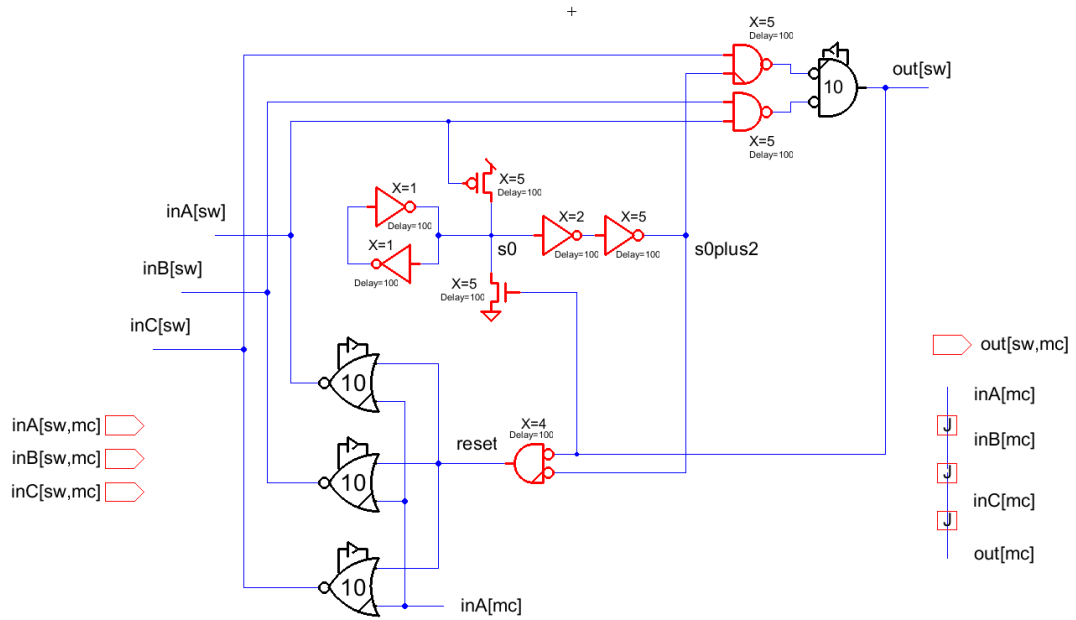 X=5
Delay=100
out[sw]
10
X=5
Delay=100
X=5
Delay=100
X=1
Delay=100
inA[sw]
X=2
X=5
X=1
s0
s0plus2
Delay=100
Delay=100
inB[sw]
Delay=100
X=5
Delay=100
inC[sw]
out[sw,mc]
10
inA[mc]
X=4
Delay=100
inA[sw,mc]
J
reset
inB[mc]
inB[sw,mc]
10
J
inC[sw,mc]
inC[mc]
J
out[mc]
10
inA[mc]